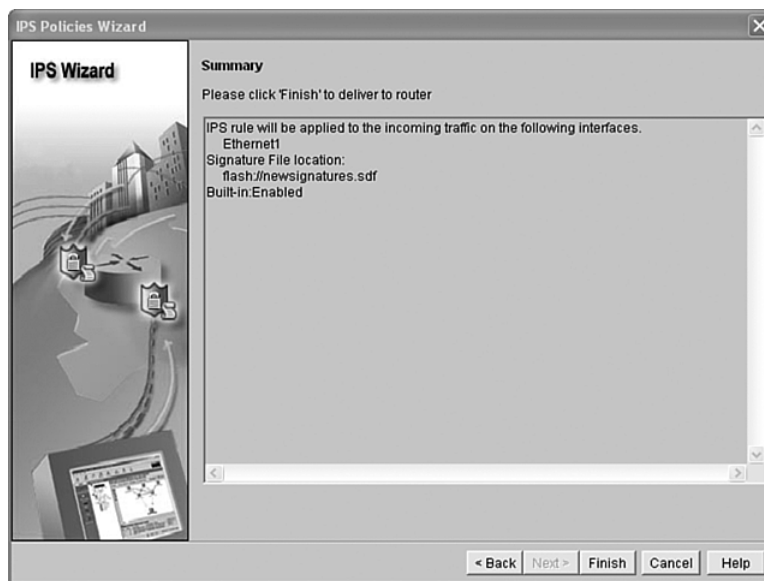 IPS Policies Wizard
IPS Wizard
Summary
Please click 'Finish' to deliver to router
IPS rule will be applied to the incoming traffic on the following interfaces.
Ethernet1
Signature File location:
flash://newsignatures.sdf
Built-in:Enabled
< Back
Next >
Finish
Cancel
Help